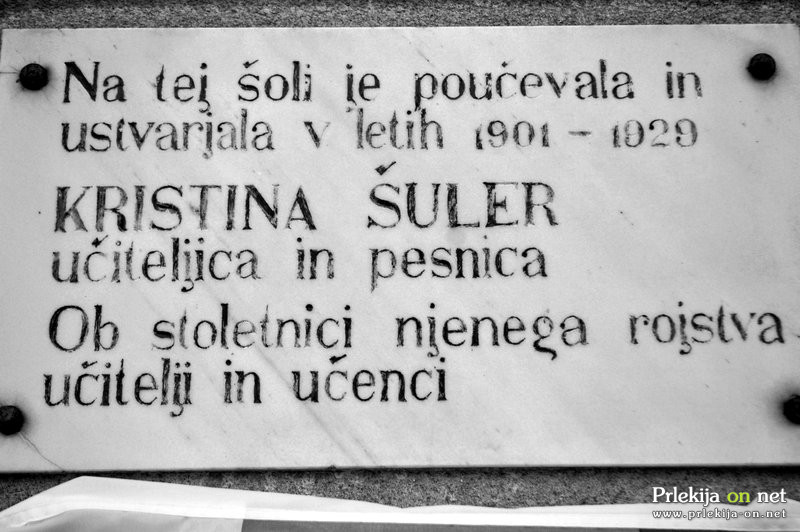 Na tej šoli je poučevala in
ustvarjala v letih 1901 - 1929
KRISTINA ŠULER
učiteljica in pesnica
Ob stoletnici njenega rojstva
učitelji in učenci
Prlekija on net
www.prlekija-on.net